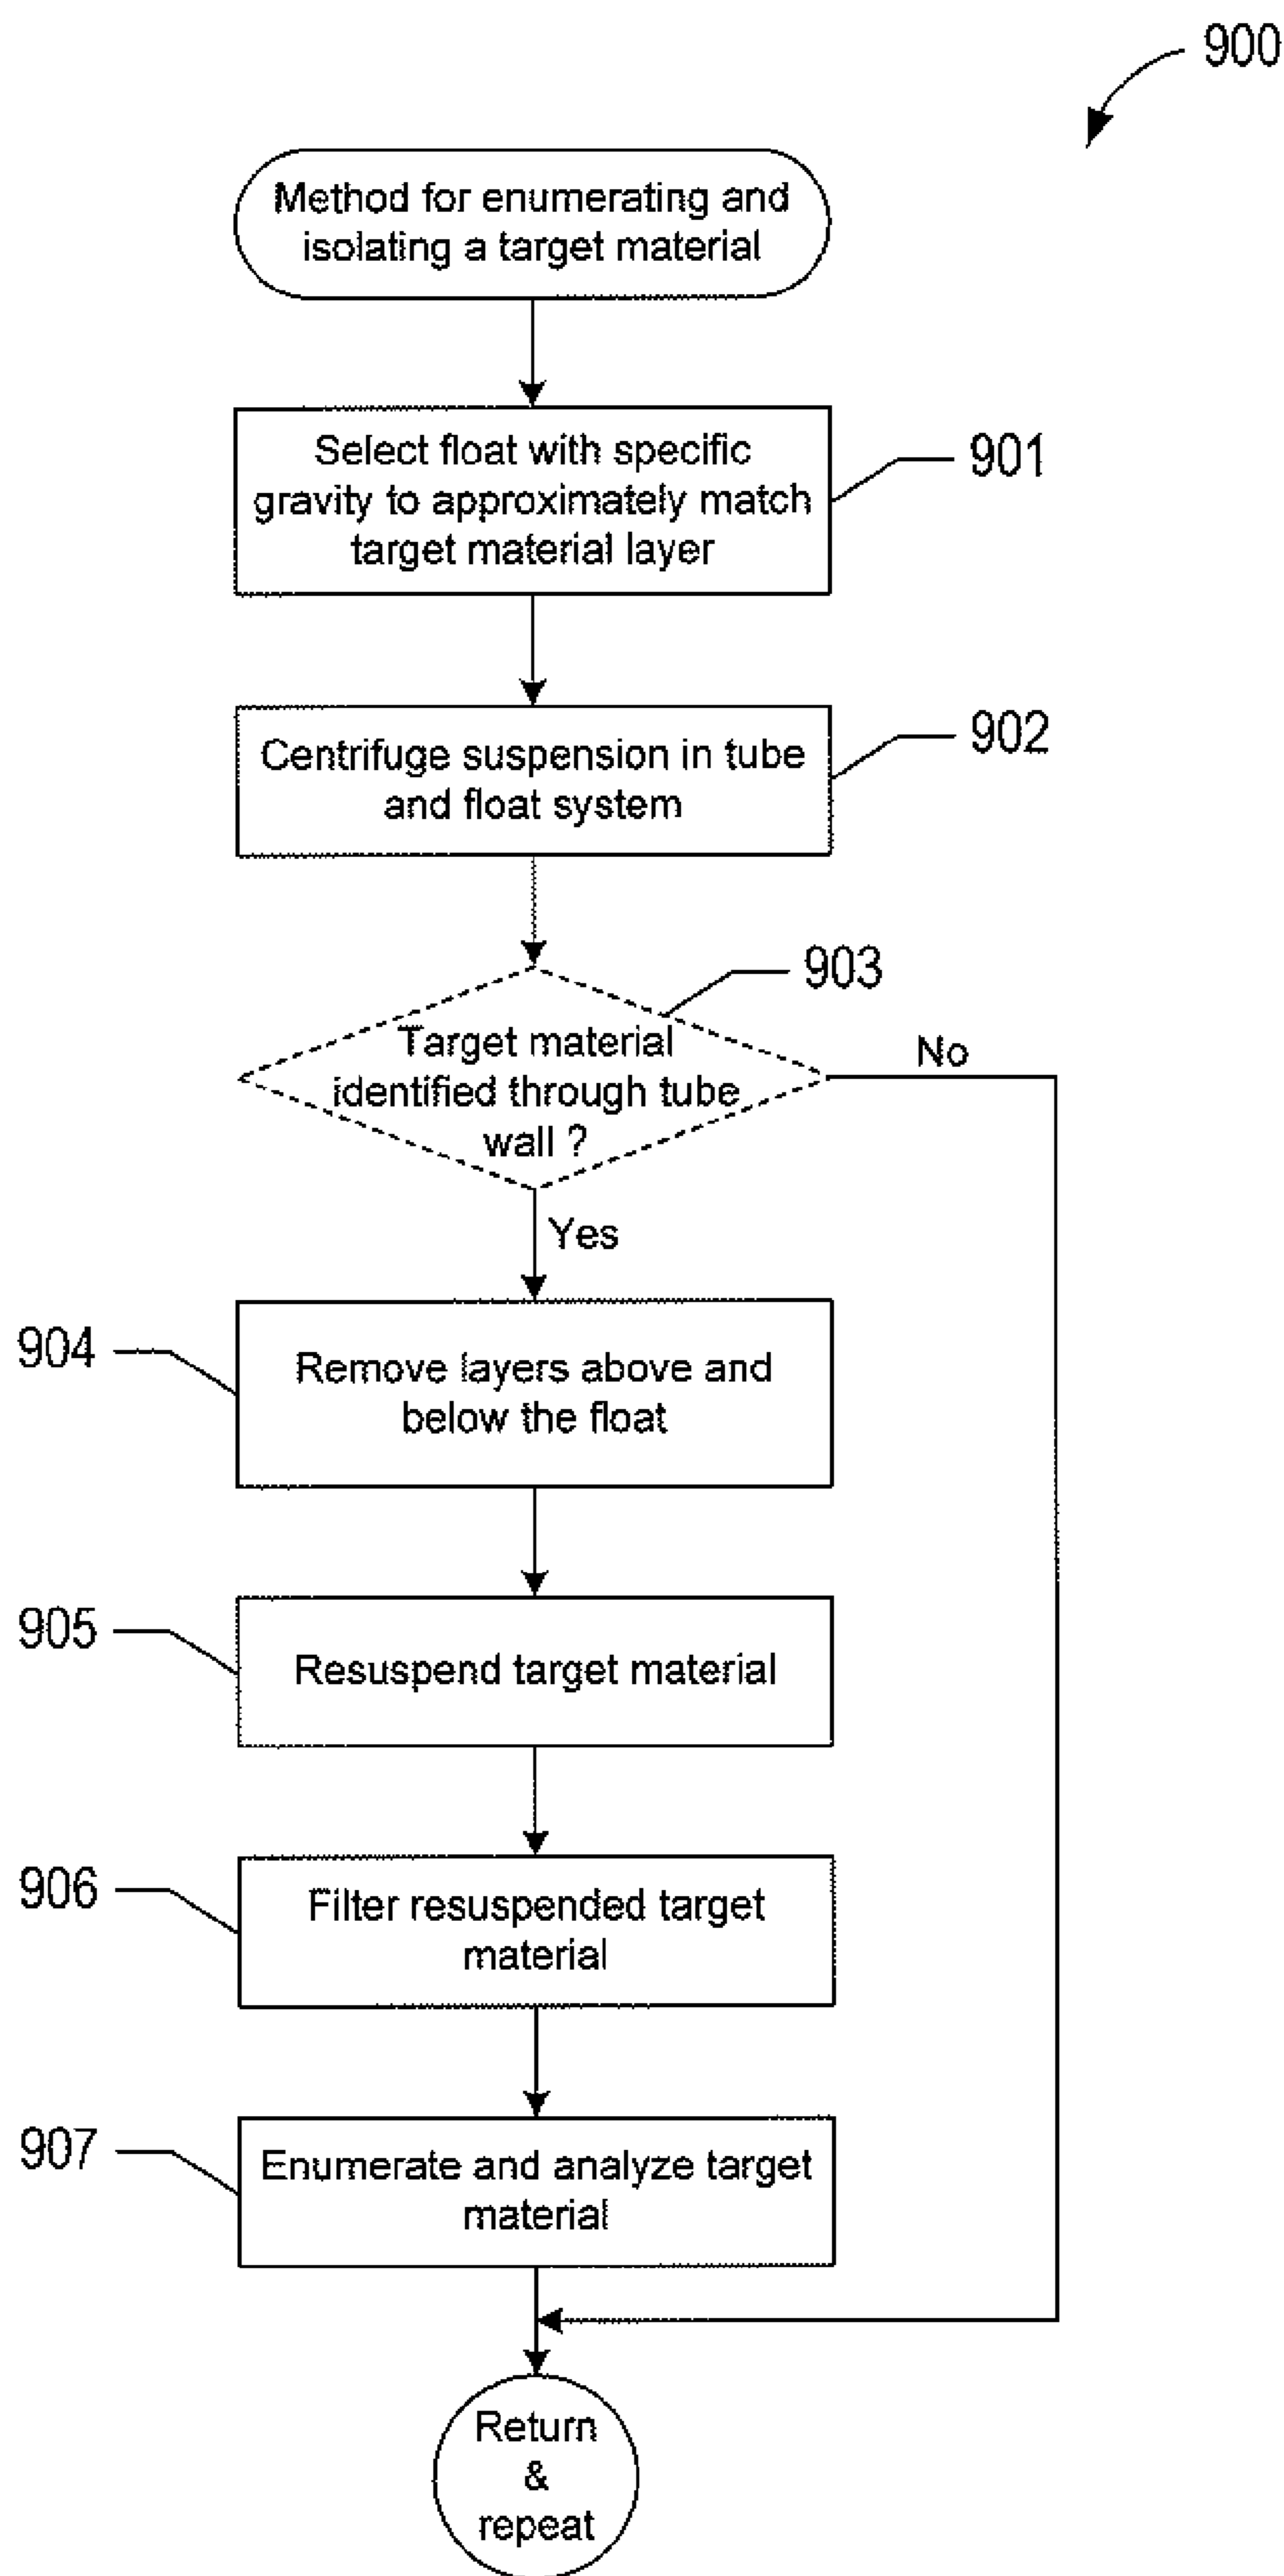 900
Method for enumerating and
isolating a target material
Select float with specific
gravity to approximately match
target material layer
901
Centrifuge suspension in tube
and float system
902
903
Target material
identified through tube
wall ?
No
Yes
904
Remove layers above and
below the float
905
Resuspend target material
906
Filter resuspended target
material
907
Enumerate and analyze target
material
Return
&
repeat